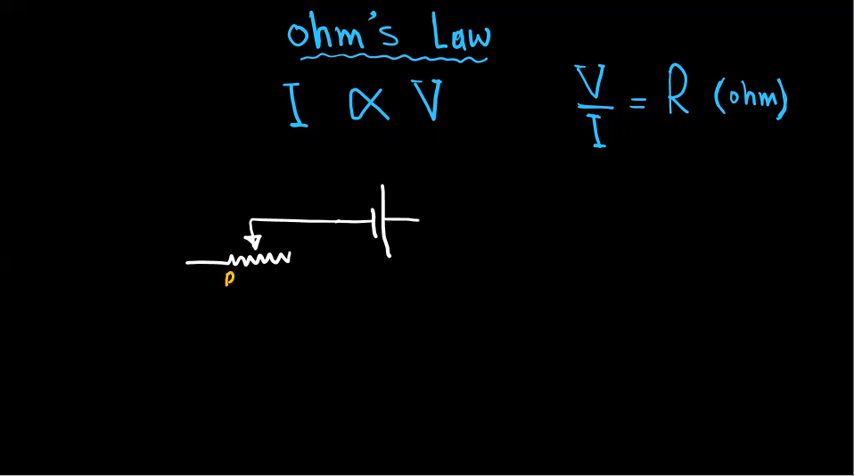 ohm's Law
I ∝ V
V/I = R (ohm)
P